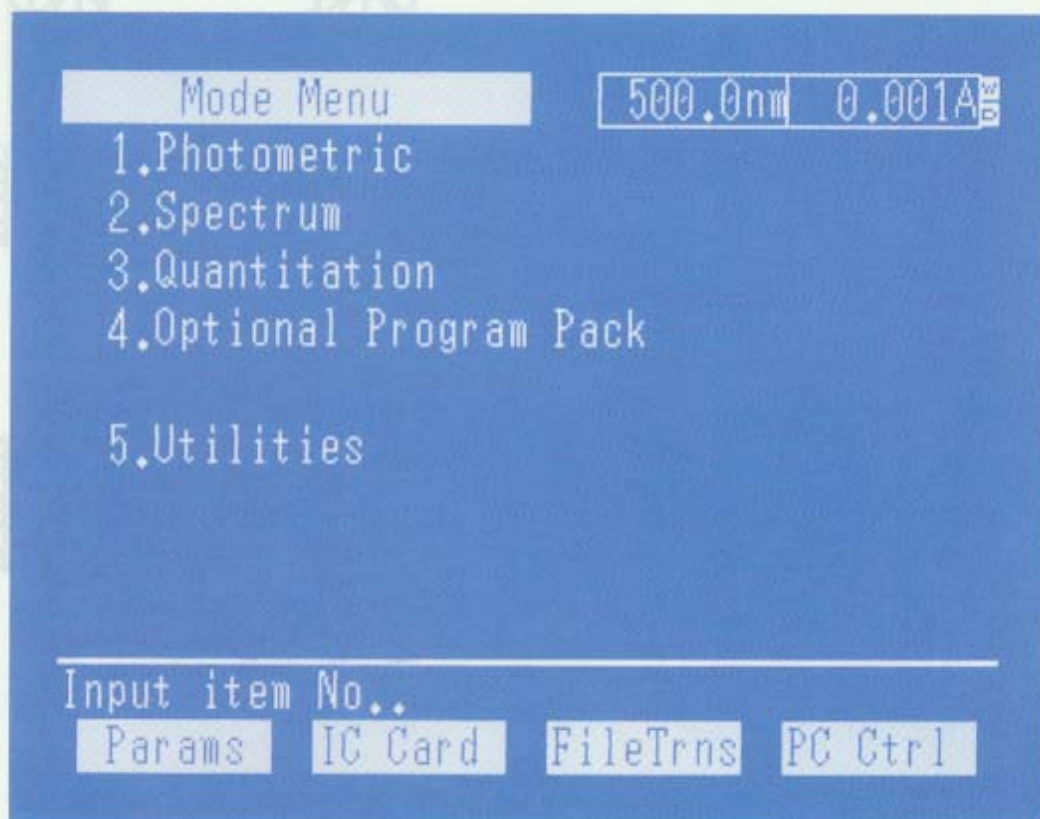 Mode Menu 500.0nm 0.001A
1.Photometric
2.Spectrum
3.Quantitation
4.Optional Program Pack
5.Utilities
Input item No..
Params IC Card FileTrns PC Ctrl